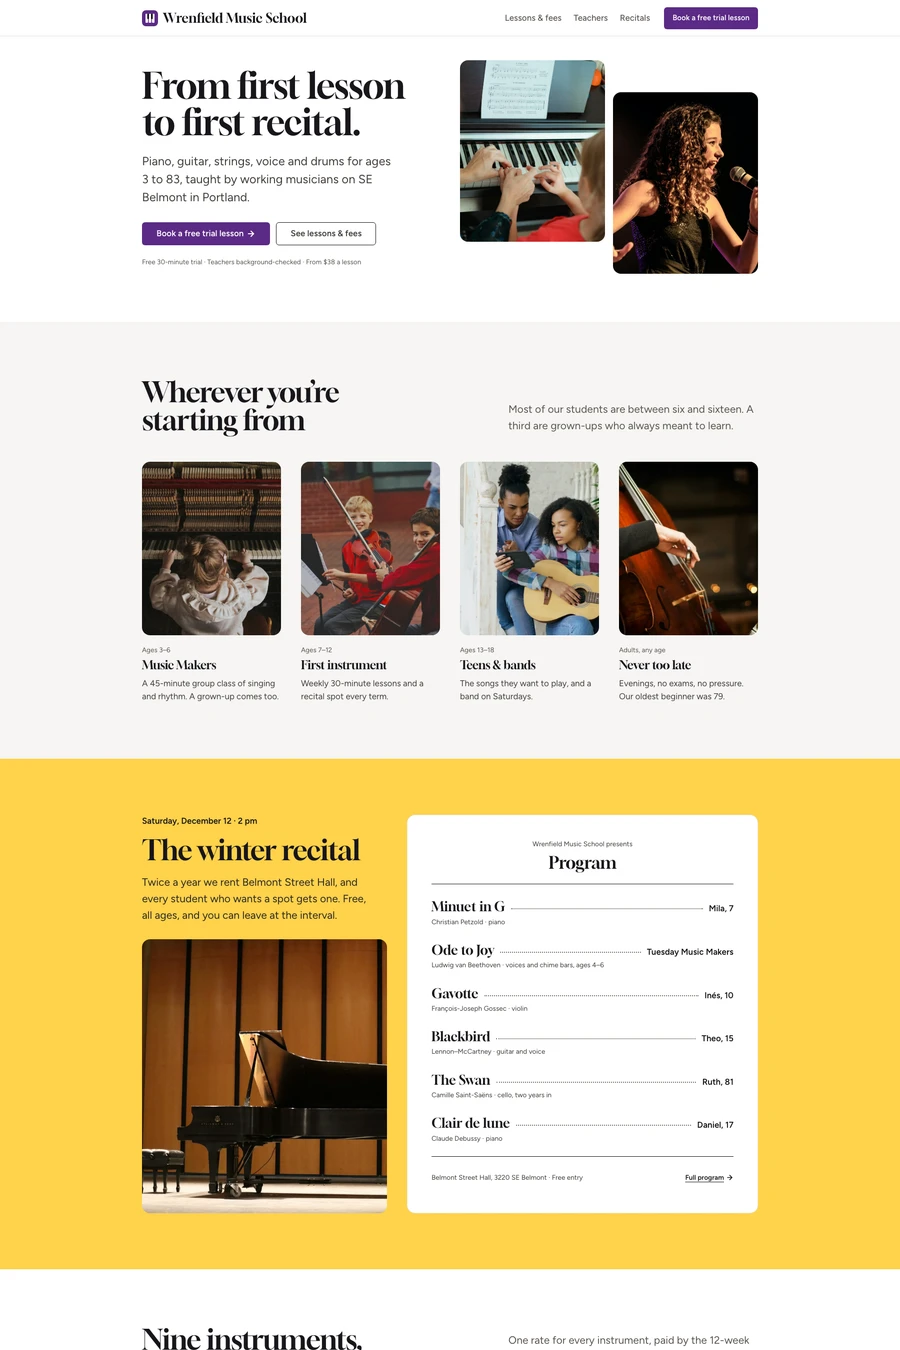 Wrenfield Music School
Lessons & fees
Teachers
Recitals
Book a free trial lesson
From first lesson
to first recital.
Piano, guitar, strings, voice and drums for ages
3 to 83, taught by working musicians on SE
Belmont in Portland.
Book a free trial lesson →
See lessons & fees
Free 30-minute trial · Teachers background-checked · From $38 a lesson
Wherever you're
starting from
Most of our students are between six and sixteen. A
third are grown-ups who always meant to learn.
Ages 3–6
Music Makers
A 45-minute group class of singing
and rhythm. A grown-up comes too.
Ages 7–12
First instrument
Weekly 30-minute lessons and a
recital spot every term.
Ages 13–18
Teens & bands
The songs they want to play, and a
band on Saturdays.
Adults, any age
Never too late
Evenings, no exams, no pressure.
Our oldest beginner was 79.
Saturday, December 12 · 2 pm
The winter recital
Twice a year we rent Belmont Street Hall, and
every student who wants a spot gets one. Free,
all ages, and you can leave at the interval.
Wrenfield Music School presents
Program
Minuet in G Mila, 7
Christian Petzold · piano
Ode to Joy Tuesday Music Makers
Ludwig van Beethoven · voices and chime bars, ages 4–6
Gavotte Inés, 10
François-Joseph Gossec · violin
Blackbird Theo, 15
Lennon–McCartney · guitar and voice
The Swan Ruth, 81
Camille Saint-Saëns · cello, two years in
Clair de lune Daniel, 17
Claude Debussy · piano
Belmont Street Hall, 3220 SE Belmont · Free entry
Full program →
Nine instruments,
One rate for every instrument, paid by the 12-week